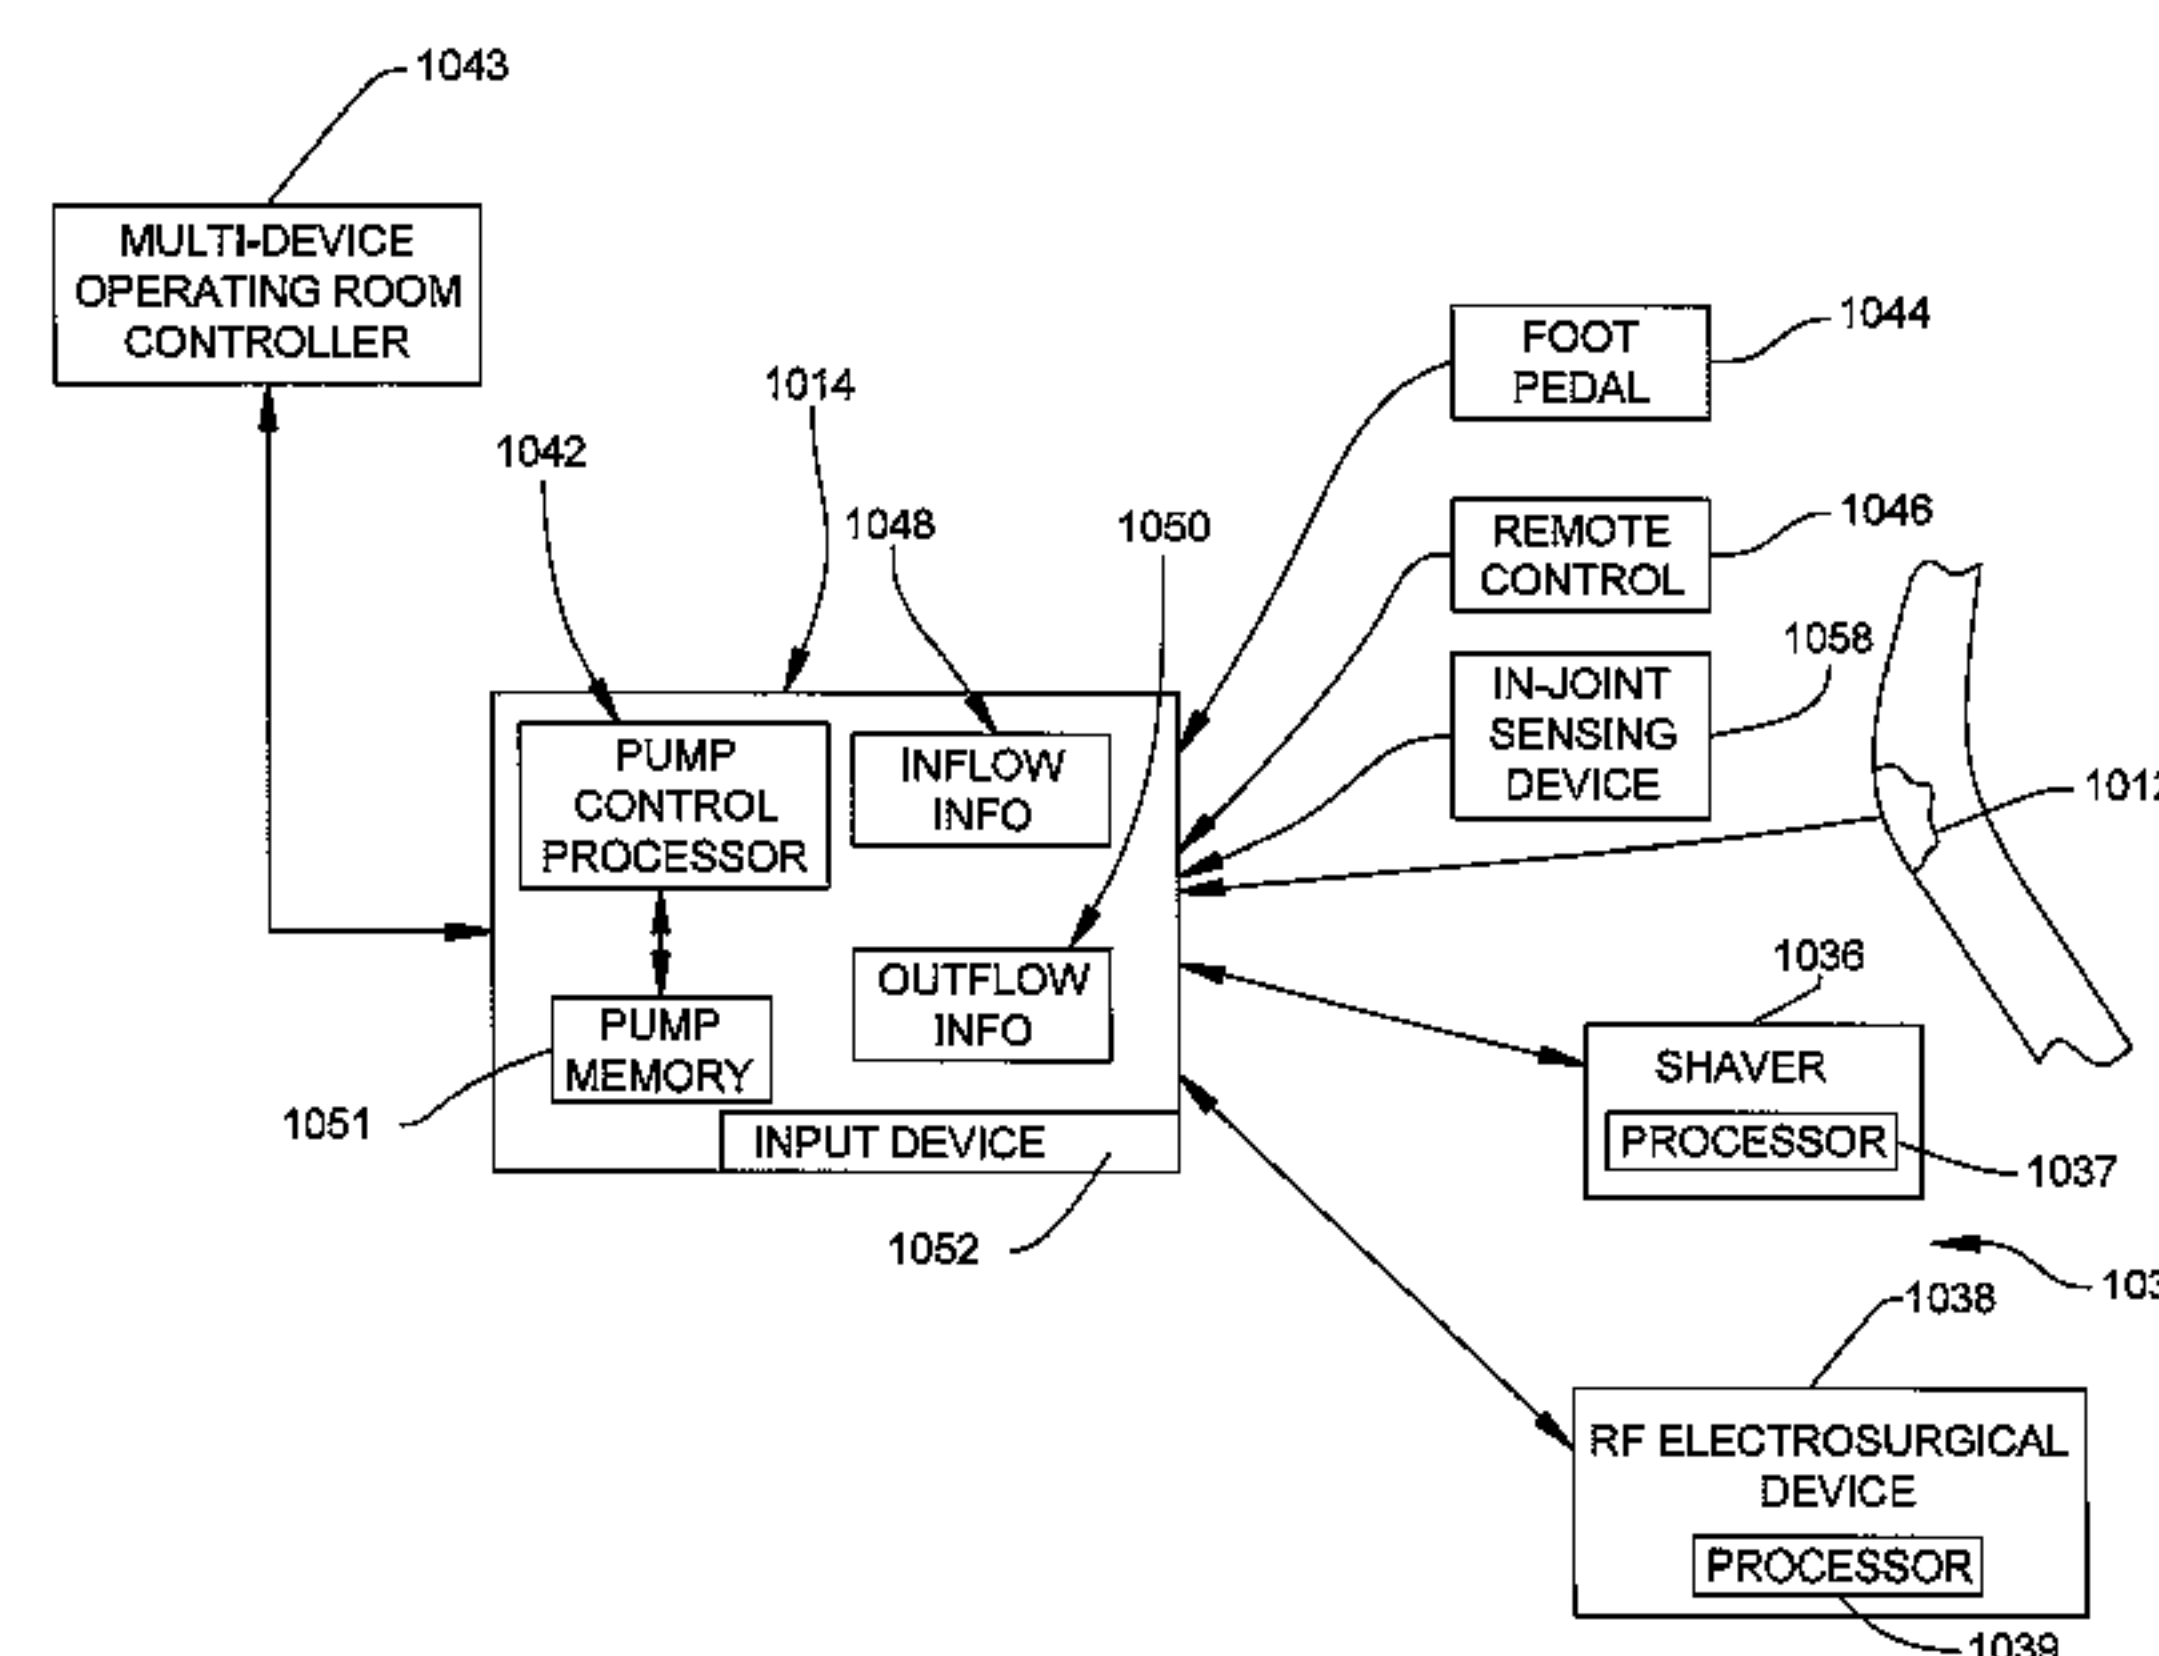 1043
MULTI-DEVICE
OPERATING ROOM
CONTROLLER
1014
1042
1048
1050
FOOT
PEDAL
1044
REMOTE
CONTROL
1046
1058
IN-JOINT
SENSING
DEVICE
PUMP
CONTROL
PROCESSOR
INFLOW
INFO
OUTFLOW
INFO
PUMP
MEMORY
1051
INPUT DEVICE
1052
1036
SHAVER
PROCESSOR
1037
1038
RF ELECTROSURGICAL
DEVICE
PROCESSOR
1039